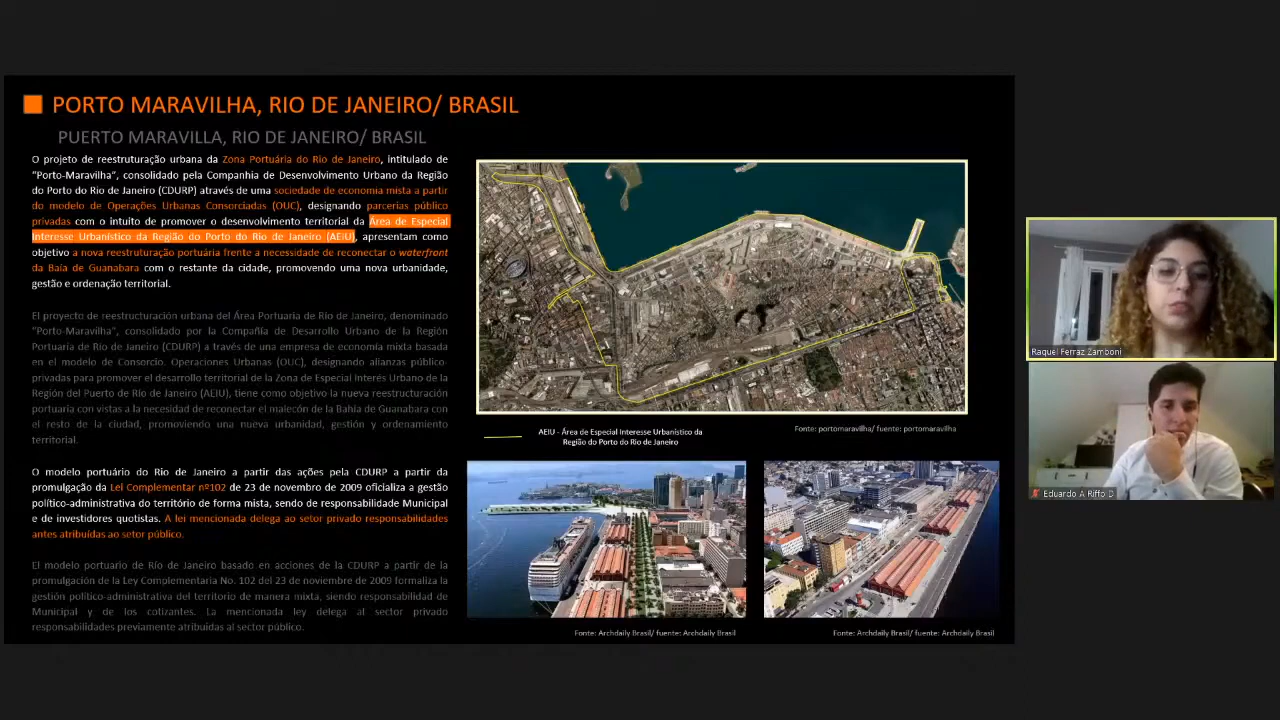 PORTO MARAVILHA, RIO DE JANEIRO/ BRASIL
PUERTO MARAVILLA, RIO DE JANEIRO/ BRASIL
O projeto de reestruturação urbana da Zona Portuária do Rio de Janeiro, intitulado de
“Porto-Maravilha”, consolidado pela Companhia de Desenvolvimento Urbano da Região
do Porto do Rio de Janeiro (CDURP) através de uma sociedade de economia mista a partir
do modelo de Operações Urbanas Consorciadas (OUC), designando parcerias público
privadas com o intuito de promover o desenvolvimento territorial da Área de Especial
Interesse Urbanístico da Região do Porto do Rio de Janeiro (AEiU), apresentam como
objetivo a nova reestruturação portuária frente a necesidade de reconectar o waterfront
da Baía de Guanabara com o restante da cidade, promovendo uma nova urbanidade,
gestão e ordenação territorial.
El proyecto de reestructuración urbana del Área Portuaria de Río de Janeiro, denominado
“Porto-Maravilha”, consolidado por la Compañía de Desarrollo Urbano de la Región
Portuaria de Río de Janeiro (CDURP) a través de una empresa de economía mixta basada
en el modelo de Consorcio. Operaciones Urbanas (OUC), designando alianzas público-
privadas para promover el desarrollo territorial de la Zona de Especial Interés Urbano de la
Región del Puerto de Río de Janeiro (AEIU), tiene como objetivo la nueva reestructuración
portuaria con vistas a la necesidad de reconectar el malecón de la Bahía de Guanabara con
el resto de la ciudad, promoviendo una nueva urbanidad, gestión y ordenamiento
territorial.
O modelo portuário do Rio de Janeiro a partir das ações pela CDURP a partir da
promulgação da Lei Complementar nº102 de 23 de novembro de 2009 oficializa a gestão
político-administrativa do território de forma mista, sendo de responsabilidade Municipal
e de investidores quotistas. A lei mencionada delega ao setor privado responsabilidades
antes atribuídas ao setor público.
El modelo portuario de Río de Janeiro basado en acciones de la CDURP a partir de la
promulgación de la Ley Complementaria No. 102 del 23 de noviembre de 2009 formaliza la
gestión político-administrativa del territorio de manera mixta, siendo responsabilidad de
Municipal y de los cotizantes. La mencionada ley delega al sector privado
responsabilidades previamente atribuidas al sector público.
AEIU - Área de Especial Interesse Urbanístico da
Região do Porto do Rio de Janeiro
Fonte: portomaravilha/ fuente: portomaravilha
Fonte: Archdaily Brasil/ fuente: Archdaily Brasil
Fonte: Archdaily Brasil/ fuente: Archdaily Brasil
Raquel Ferraz Zamboni
Eduardo A Riffo D